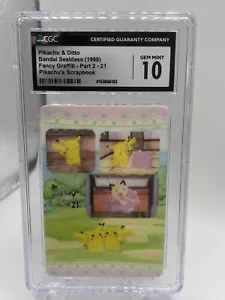 CGC
CERTIFIED GUARANTY COMPANY
Pikachu & Ditto
Bandai Sealdass (1998)
Fancy Graffiti - Part 2 - 21
Pikachu's Scrapbook
GEM MINT
10
21